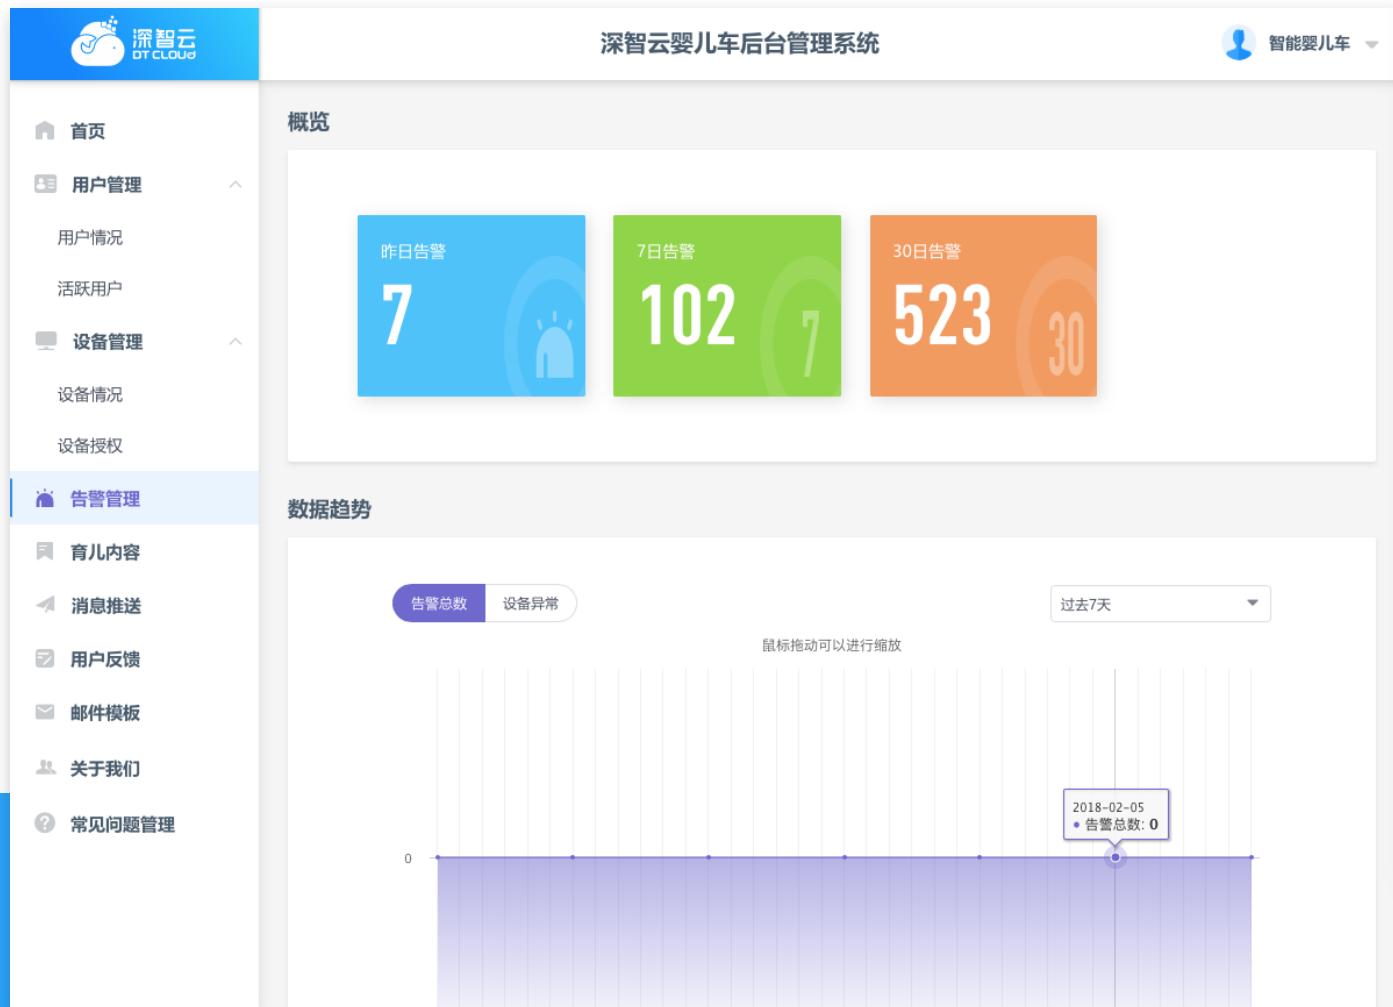 深智云
DT CLOUD
深智云婴儿车后台管理系统
智能婴儿车
首页
用户管理
用户情况
活跃用户
设备管理
设备情况
设备授权
告警管理
育儿内容
消息推送
用户反馈
邮件模板
关于我们
常见问题管理
概览
昨日告警
7
7日告警
102
7
30日告警
523
30
数据趋势
告警总数
设备异常
过去7天
鼠标拖动可以进行缩放
2018-02-05
告警总数: 0
0